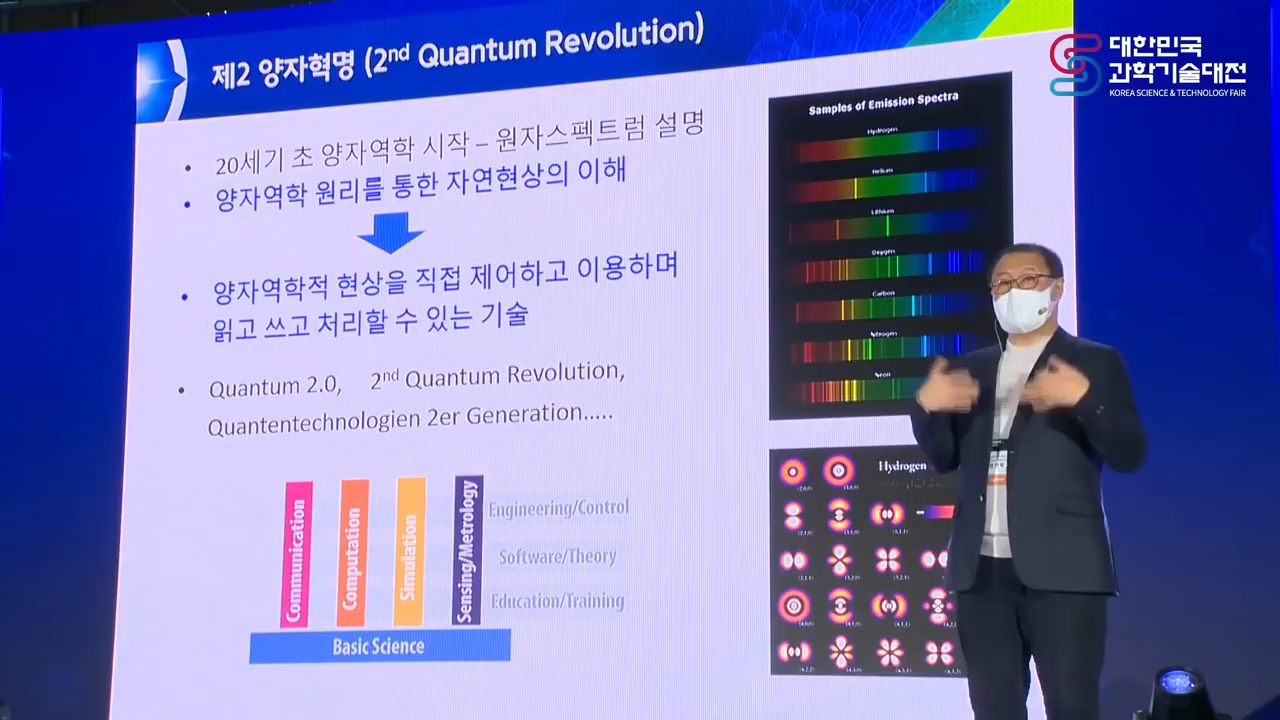 제2 양자혁명 (2nd Quantum Revolution)
대한민국
과학기술대전
KOREA SCIENCE & TECHNOLOGY FAIR
• 20세기 초 양자역학 시작 – 원자스펙트럼 설명
• 양자역학 원리를 통한 자연현상의 이해
• 양자역학적 현상을 직접 제어하고 이용하며
읽고 쓰고 처리할 수 있는 기술
• Quantum 2.0, 2nd Quantum Revolution,
Quantentechnologien 2er Generation.....
Communication
Computation
Simulation
Sensing/Metrology
Engineering/Control
Software/Theory
Education/Training
Basic Science
Samples of Emission Spectra
Hydrogen
Helium
Lithium
Oxygen
Carbon
Nitrogen
Neon
Hydrogen